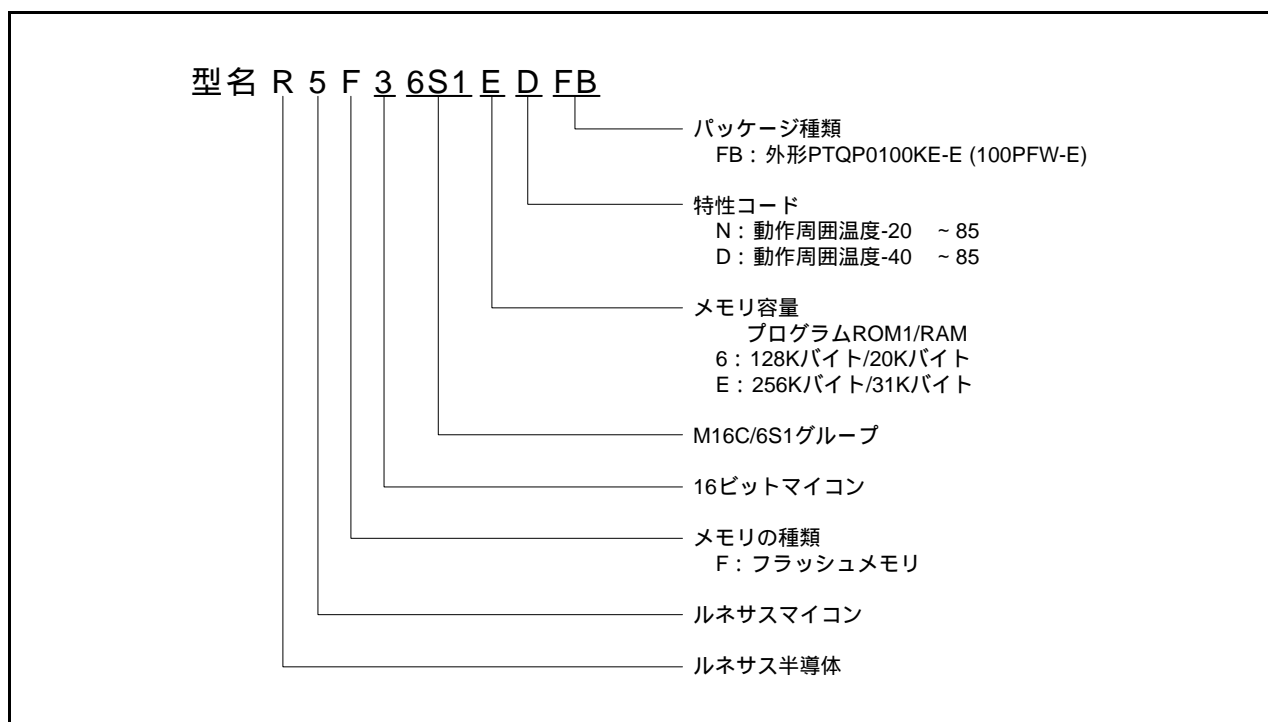 型名 R 5 F 3 6S1 E D FB
パッケージ種類
FB : 外形PTQP0100KE-E (100PFW-E)
特性コード
N : 動作周囲温度-20 ~ 85
D : 動作周囲温度-40 ~ 85
メモリ容量
プログラムROM1/RAM
6 : 128Kバイト/20Kバイト
E : 256Kバイト/31Kバイト
M16C/6S1グループ
16ビットマイコン
メモリの種類
F : フラッシュメモリ
ルネサスマイコン
ルネサス半導体